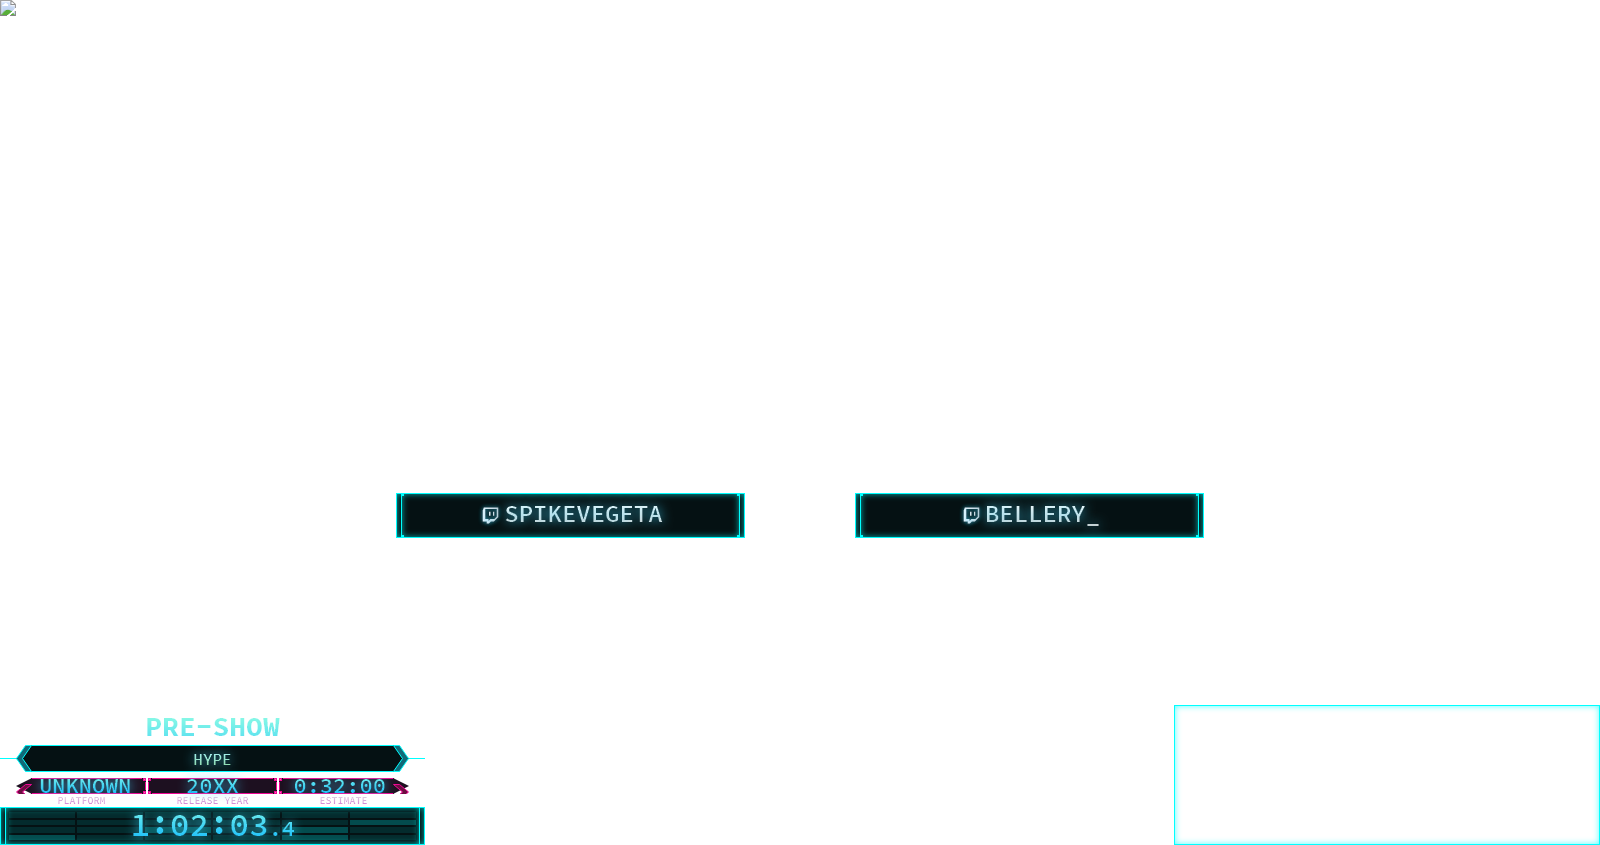 SPIKEVEGETA
BELLERY_
PRE-SHOW
HYPE
UNKNOWN 20XX 0:32:00
PLATFORM RELEASE YEAR ESTIMATE
1:02:03.4